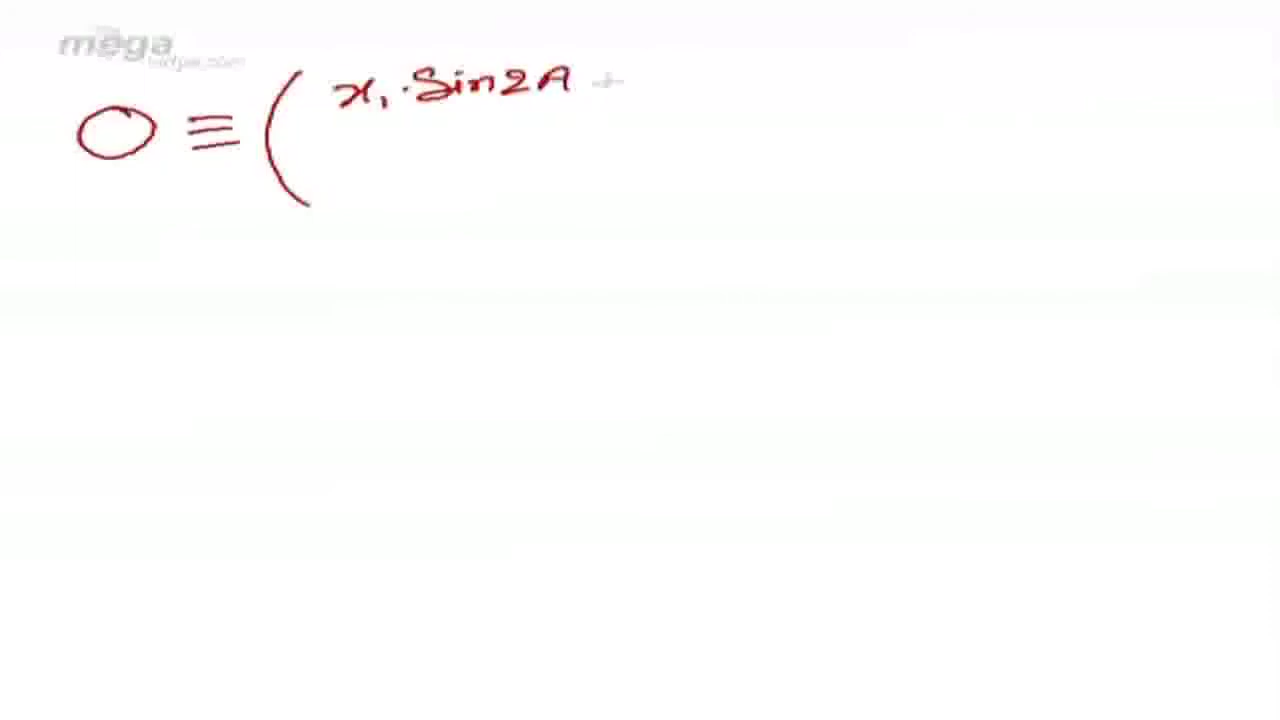 mega
O ≡ ( x₁ · Sin2A +